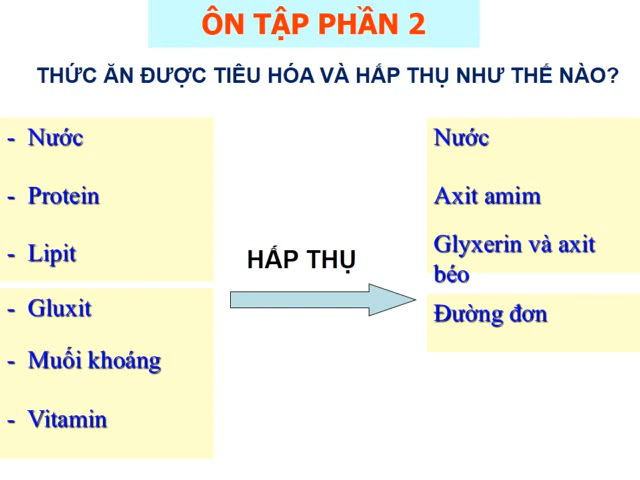 ÔN TẬP PHẦN 2
THỨC ĂN ĐƯỢC TIÊU HÓA VÀ HẤP THỤ NHƯ THẾ NÀO?
- Nước
- Protein
- Lipit
- Gluxit
- Muối khoáng
- Vitamin
HẤP THỤ
Nước
Axit amim
Glyxerin và axit
béo
Đường đơn